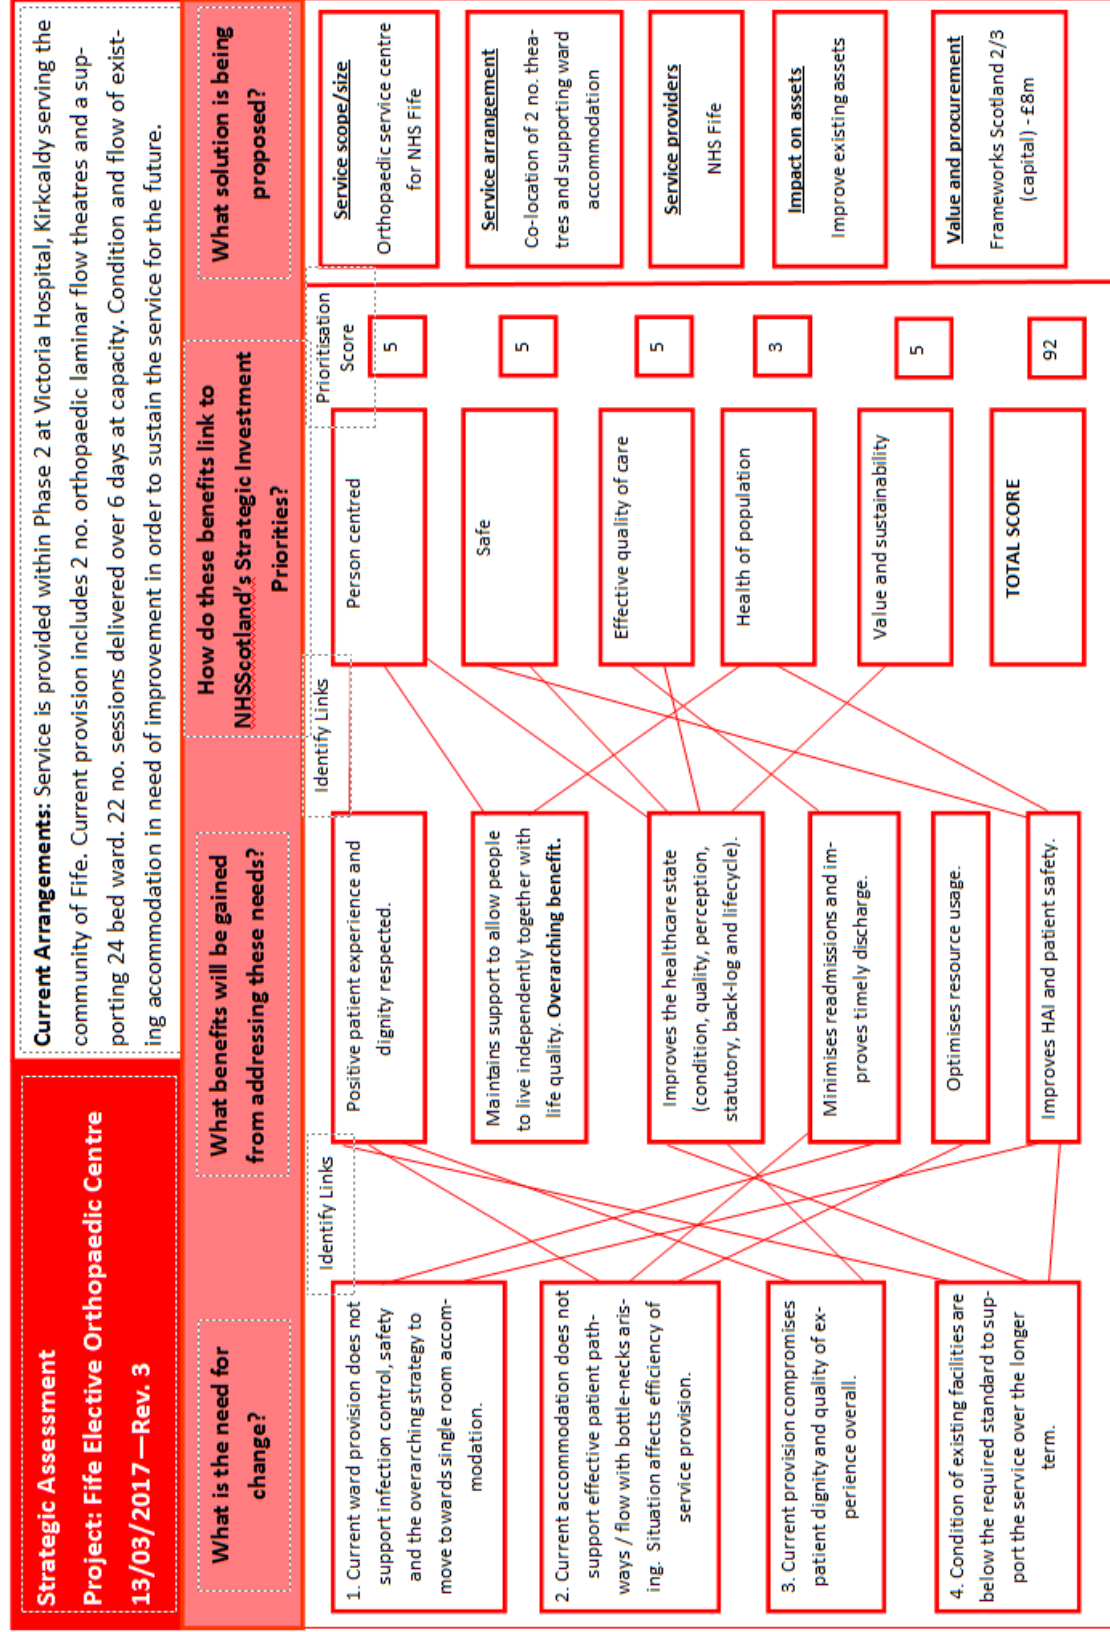 Strategic Assessment
Project: Fife Elective Orthopaedic Centre
13/03/2017—Rev. 3
Current Arrangements: Service is provided within Phase 2 at Victoria Hospital, Kirkcaldy serving the
community of Fife. Current provision includes 2 no. orthopaedic laminar flow theatres and a sup-
porting 24 bed ward. 22 no. sessions delivered over 6 days at capacity. Condition and flow of exist-
ing accommodation in need of improvement in order to sustain the service for the future.
What is the need for
change?
What benefits will be gained
from addressing these needs?
How do these benefits link to
NHSScotland's Strategic Investment
Priorities?
What solution is being
proposed?
Identify Links
Identify Links
Prioritisation
Score
1. Current ward provision does not
support infection control, safety
and the overarching strategy to
move towards single room accom-
modation.
2. Current accommodation does not
support effective patient path-
ways / flow with bottle-necks aris-
ing. Situation affects efficiency of
service provision.
3. Current provision compromises
patient dignity and quality of ex-
perience overall.
4. Condition of existing facilities are
below the required standard to sup-
port the service over the longer
term.
Positive patient experience and
dignity respected.
Maintains support to allow people
to live independently together with
life quality. Overarching benefit.
Improves the healthcare state
(condition, quality, perception,
statutory, back-log and lifecycle).
Minimises readmissions and im-
proves timely discharge.
Optimises resource usage.
Improves HAI and patient safety.
Person centred
5
Safe
5
Effective quality of care
5
Health of population
3
Value and sustainability
5
TOTAL SCORE
92
Service scope/size
Orthopaedic service centre
for NHS Fife
Service arrangement
Co-location of 2 no. thea-
tres and supporting ward
accommodation
Service providers
NHS Fife
Impact on assets
Improve existing assets
Value and procurement
Frameworks Scotland 2/3
(capital) - £8m